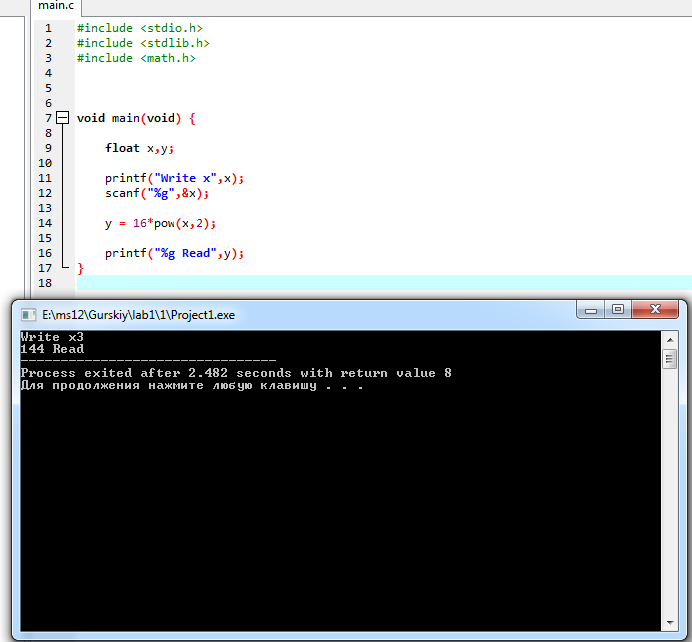 main.c
1 #include <stdio.h>
2 #include <stdlib.h>
3 #include <math.h>
4
5
6
7 void main(void) {
8
9 float x,y;
10
11 printf("Write x",x);
12 scanf("%g",&x);
13
14 y = 16*pow(x,2);
15
16 printf("%g Read",y);
17 }
18
E:\ms12\Gurskiy\lab1\1\Project1.exe
Write x3
144 Read
--------------------------------
Process exited after 2.482 seconds with return value 8
Для продолжения нажмите любую клавишу . . .